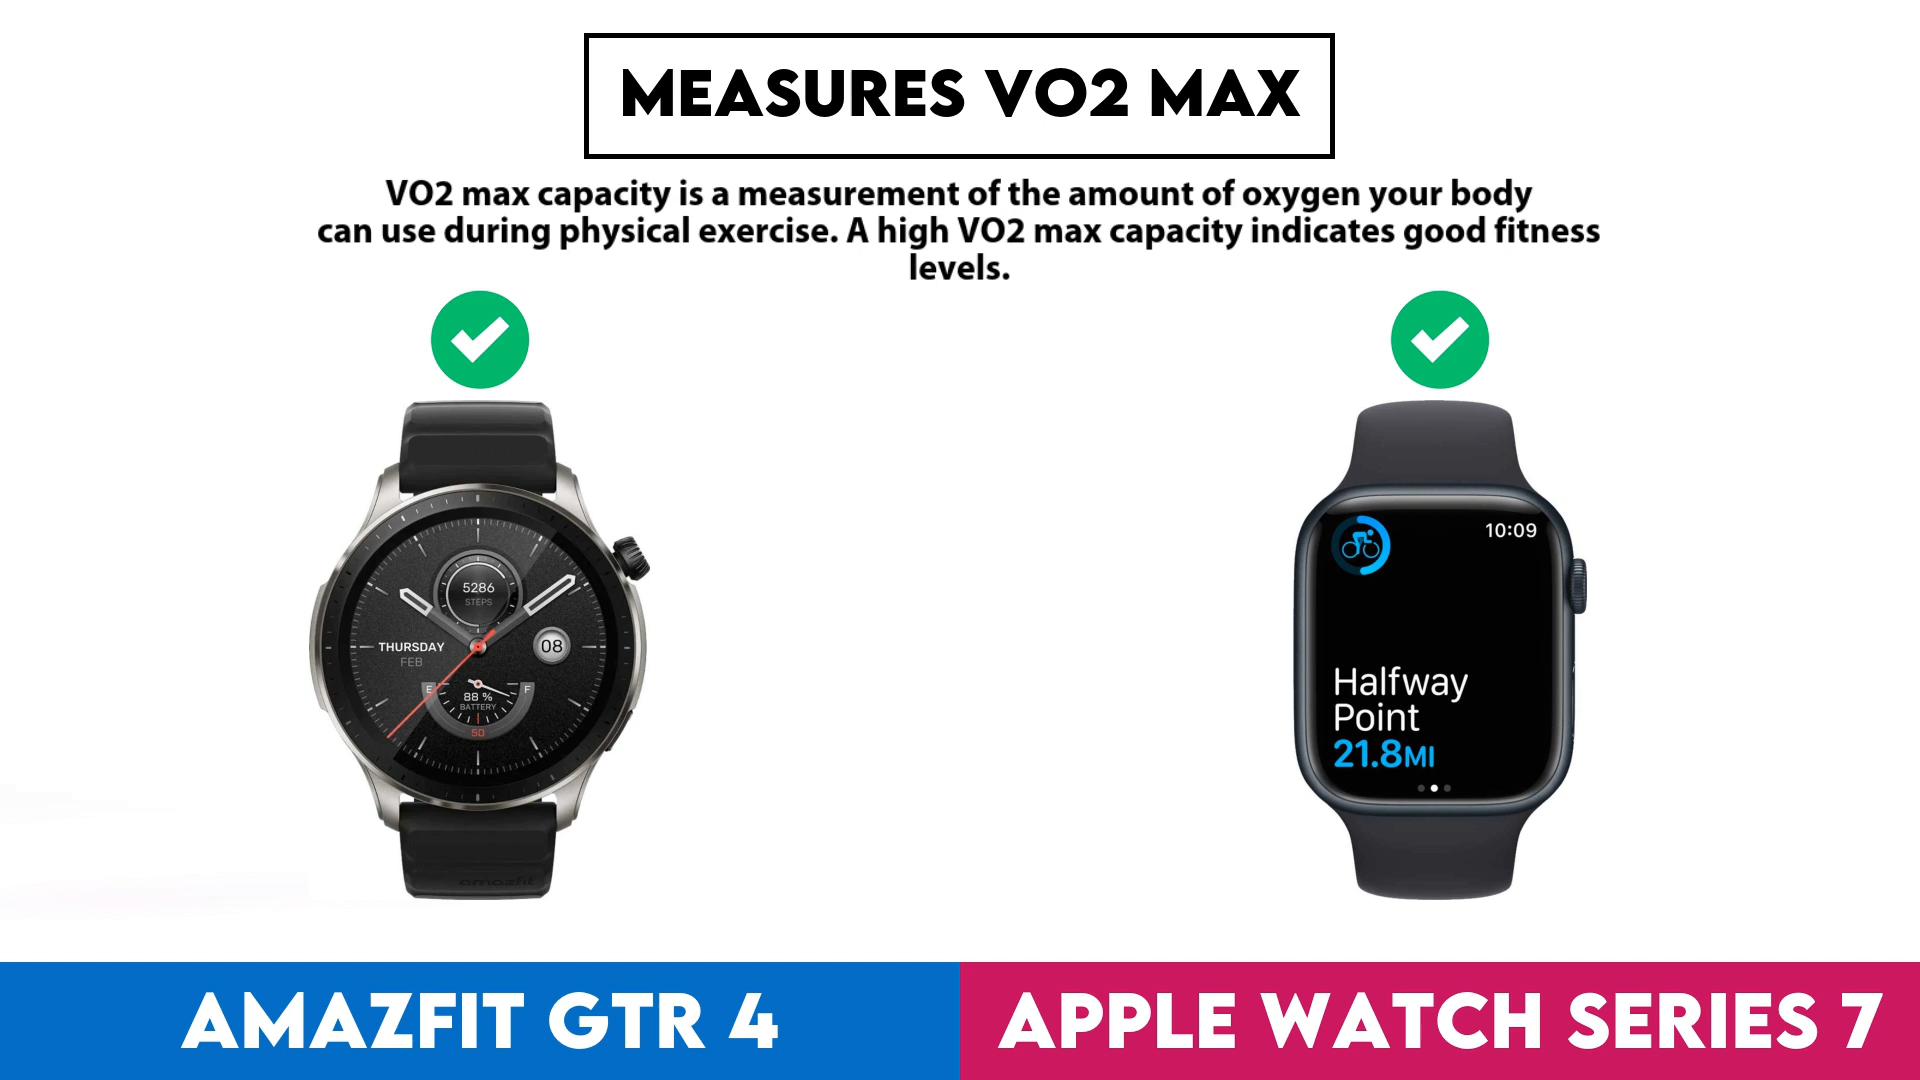 MEASURES VO2 MAX
VO2 max capacity is a measurement of the amount of oxygen your body
can use during physical exercise. A high VO2 max capacity indicates good fitness
levels.
5286
STEPS
THURSDAY
FEB
08
E
F
88 %
BATTERY
50
amazfit
10:09
Halfway
Point
21.8MI
AMAZFIT GTR 4
APPLE WATCH SERIES 7